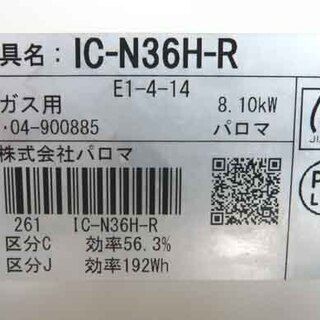 具名：IC-N36H-R
E1-4-14
ガス用 8.10kW
・04-900885 パロマ
株式会社パロマ
261 IC-N36H-R
区分C 効率56.3%
区分J 効率192Wh